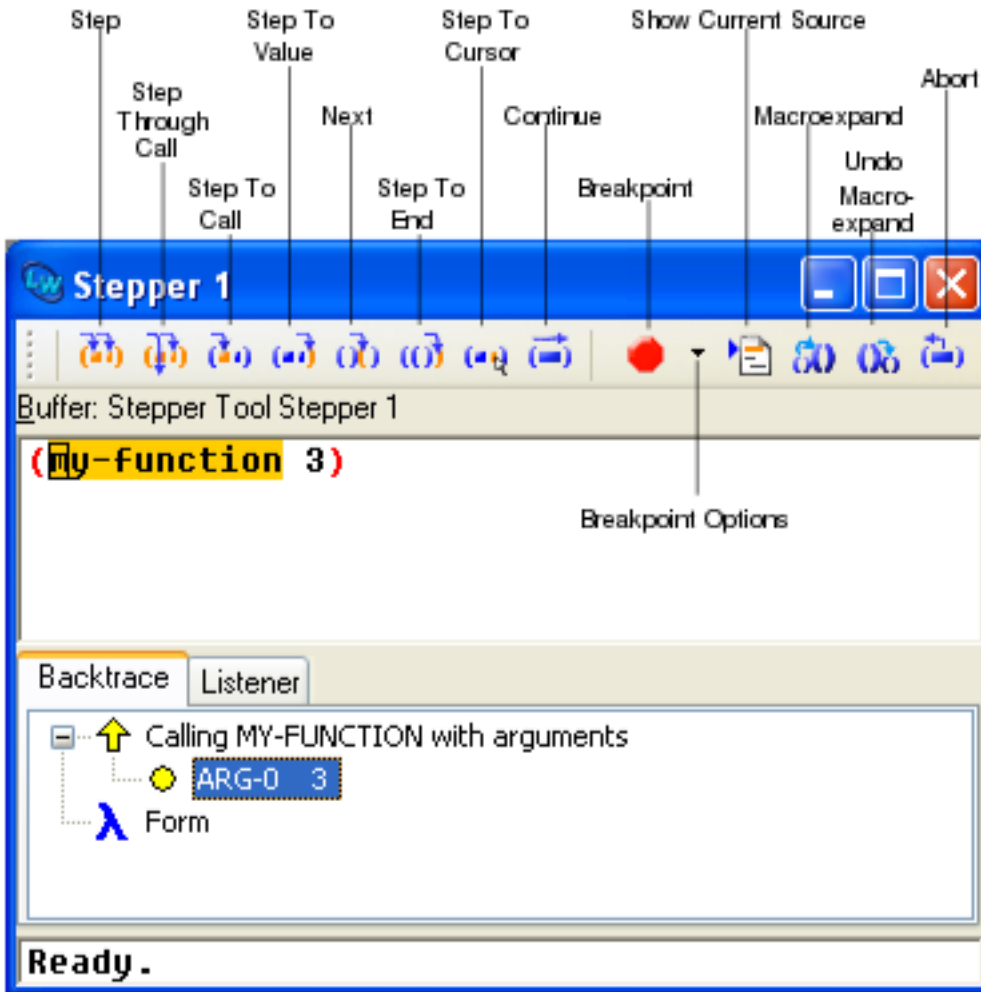 Step
Step To
Value
Step To
Cursor
Show Current Source
Abort
Step
Through
Call
Next
Continue
Macroexpand
Undo
Macro-
expand
Step To
Call
Step To
End
Breakpoint
LW
Stepper 1
Buffer: Stepper Tool Stepper 1
(my-function 3)
Breakpoint Options
Backtrace
Listener
Calling MY-FUNCTION with arguments
ARG-0 3
λ Form
Ready.